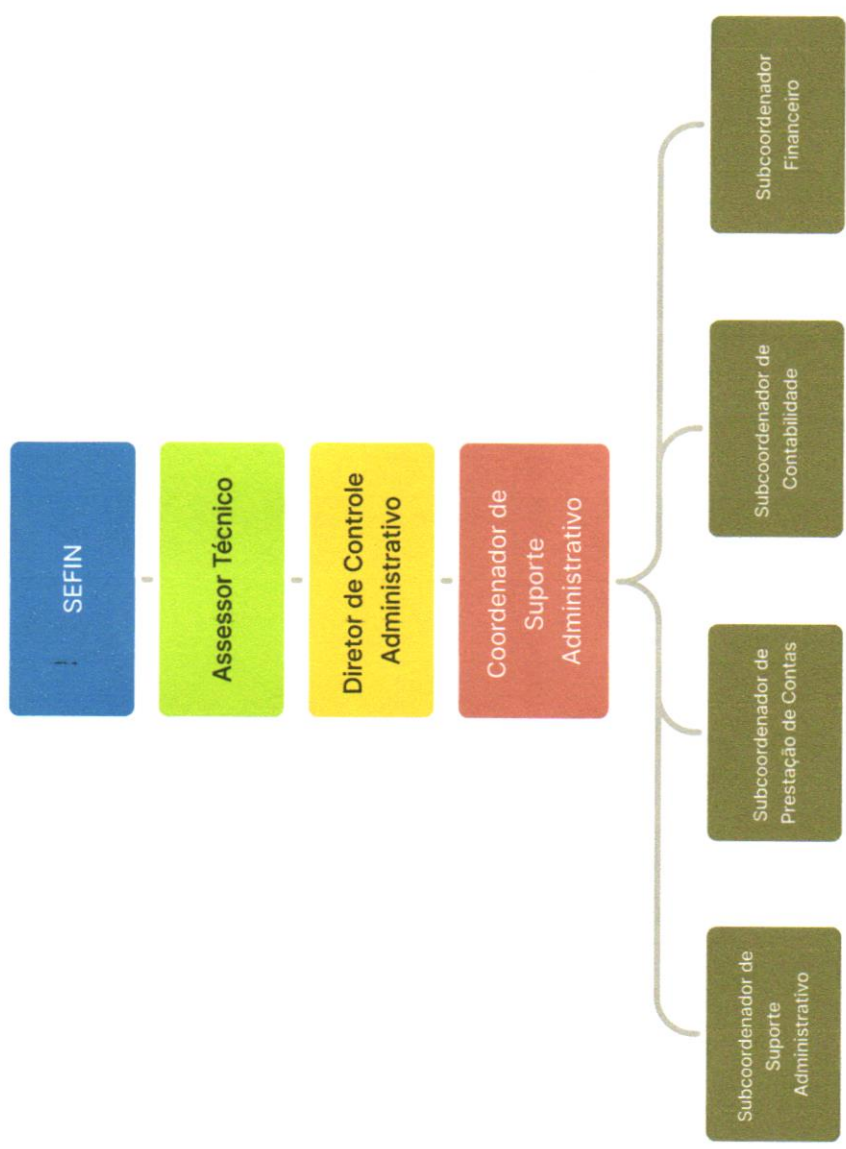 SEFIN
Assessor Técnico
Diretor de Controle
Administrativo
Coordenador de
Suporte
Administrativo
Subcoordenador de
Suporte
Administrativo
Subcoordenador de
Prestação de Contas
Subcoordenador de
Contabilidade
Subcoordenador
Financeiro